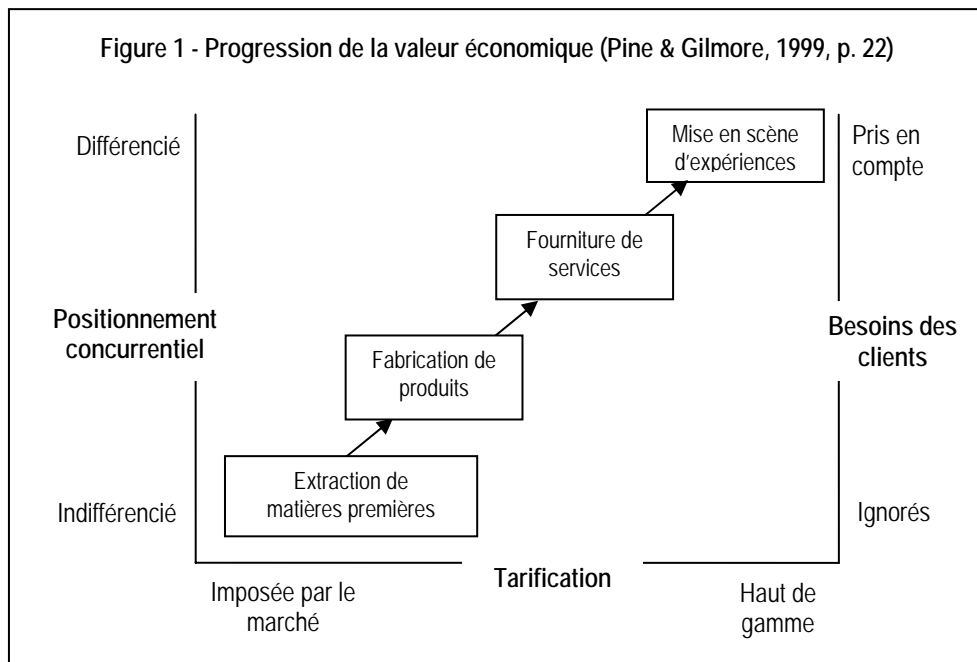 Figure 1 - Progression de la valeur économique (Pine & Gilmore, 1999, p. 22)
Différencié
Mise en scène
d'expériences
Pris en
compte
Fourniture de
services
Positionnement
concurrentiel
Besoins des
clients
Fabrication de
produits
Extraction de
matières premières
Indifférencié
Ignorés
Tarification
Imposée par le
marché
Haut de
gamme